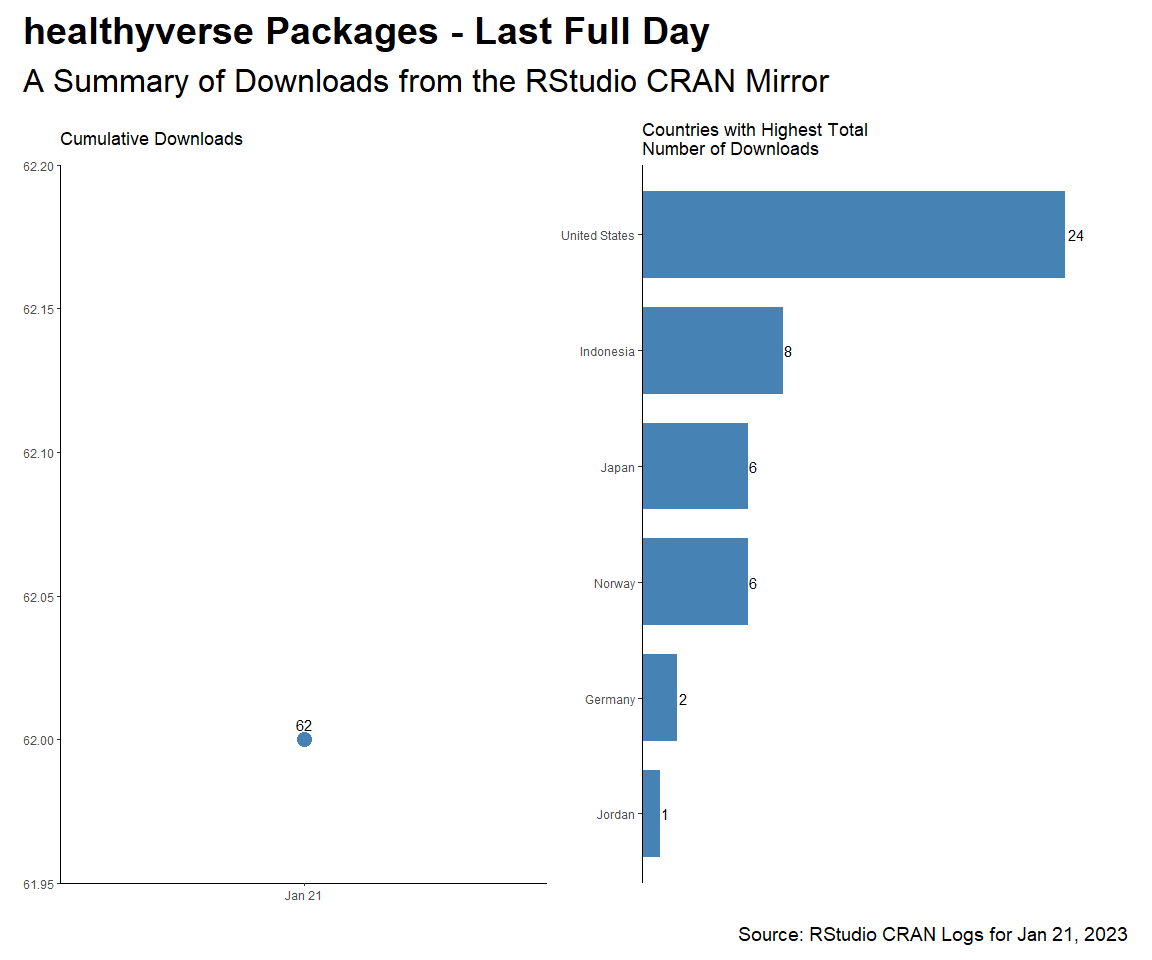 healthyverse Packages - Last Full Day
A Summary of Downloads from the RStudio CRAN Mirror
Cumulative Downloads
62.20
62.15
62.10
62.05
62.00
61.95
62
Jan 21
Countries with Highest Total
Number of Downloads
United States 24
Indonesia 8
Japan 6
Norway 6
Germany 2
Jordan 1
Source: RStudio CRAN Logs for Jan 21, 2023